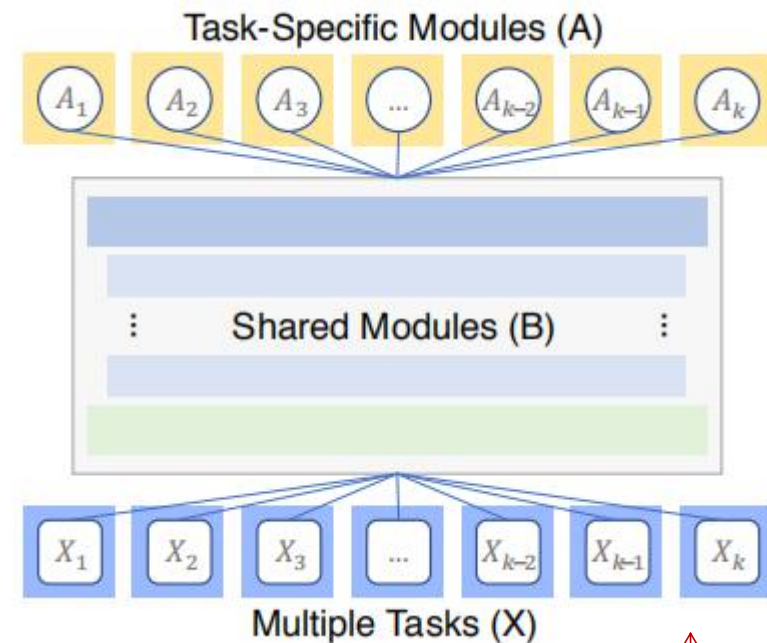 Task-Specific Modules (A)
A₁ A₂ A₃ ... Aₖ₋₂ Aₖ₋₁ Aₖ
⋮ Shared Modules (B) ⋮
X₁ X₂ X₃ ... Xₖ₋₂ Xₖ₋₁ Xₖ
Multiple Tasks (X)